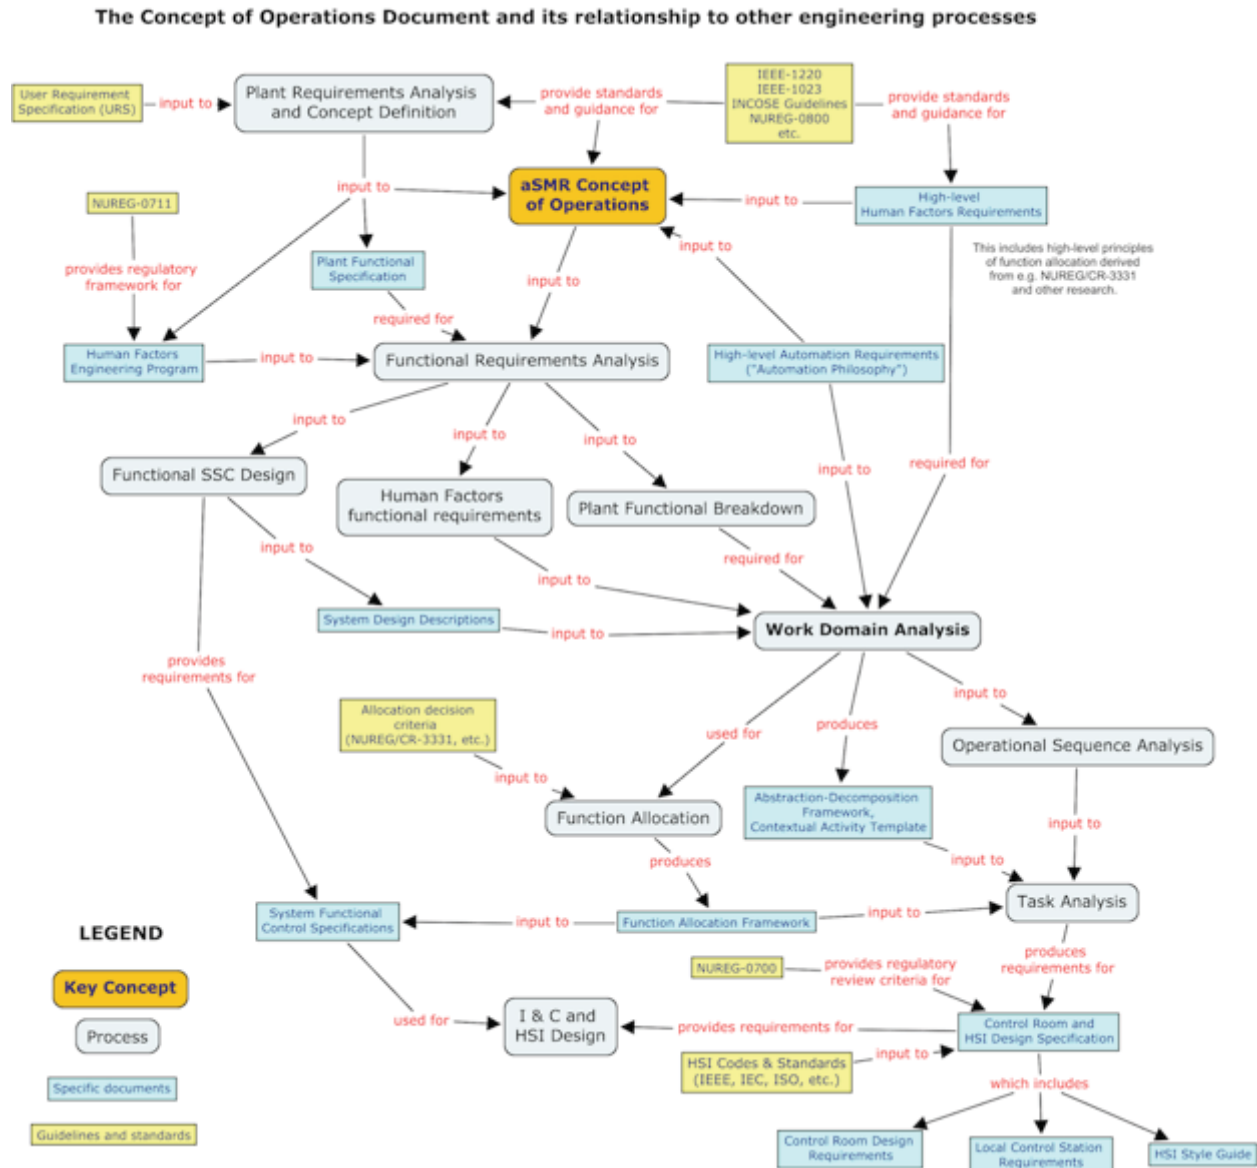 The Concept of Operations Document and its relationship to other engineering processes
User Requirement
Specification (URS)
input to
Plant Requirements Analysis
and Concept Definition
provide standards
and guidance for
IEEE-1220
IEEE-1023
INCOSE Guidelines
NUREG-0800
etc.
provide standards
and guidance for
NUREG-0711
input to
aSMR Concept
of Operations
input to
High-level
Human Factors Requirements
This includes high-level principles
of function allocation derived
from e.g. NUREG/CR-3331
and other research.
provides regulatory
framework for
Plant Functional
Specification
input to
input to
required for
Human Factors
Engineering Program
input to
Functional Requirements Analysis
High-level Automation Requirements
("Automation Philosophy")
input to
input to
input to
Functional SSC Design
Human Factors
functional requirements
Plant Functional Breakdown
input to
required for
input to
input to
required for
System Design Descriptions
input to
Work Domain Analysis
provides
requirements for
Allocation decision
criteria
(NUREG/CR-3331, etc.)
used for
produces
input to
Operational Sequence Analysis
input to
Function Allocation
Abstraction-Decomposition
Framework,
Contextual Activity Template
input to
produces
input to
Task Analysis
System Functional
Control Specifications
input to
Function Allocation Framework
input to
LEGEND
Key Concept
Process
Specific documents
Guidelines and standards
NUREG-0700
provides regulatory
review criteria for
produces
requirements for
used for
I & C and
HSI Design
provides requirements for
Control Room and
HSI Design Specification
HSI Codes & Standards
(IEEE, IEC, ISO, etc.)
input to
which includes
Control Room Design
Requirements
Local Control Station
Requirements
HSI Style Guide